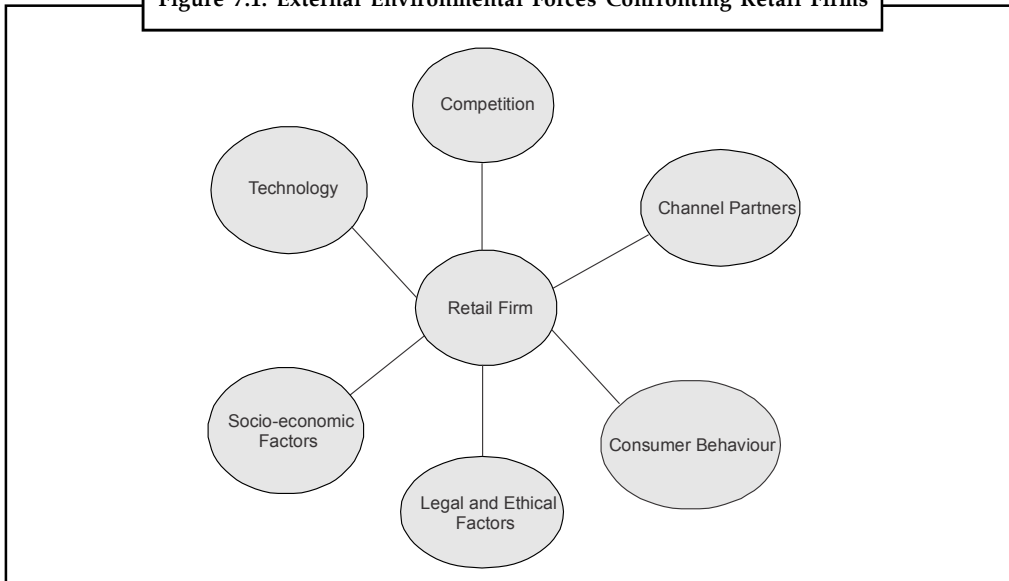 Figure 7.1: External Environmental Forces Confronting Retail Firms
Competition
Technology
Channel Partners
Retail Firm
Socio-economic
Factors
Consumer Behaviour
Legal and Ethical
Factors